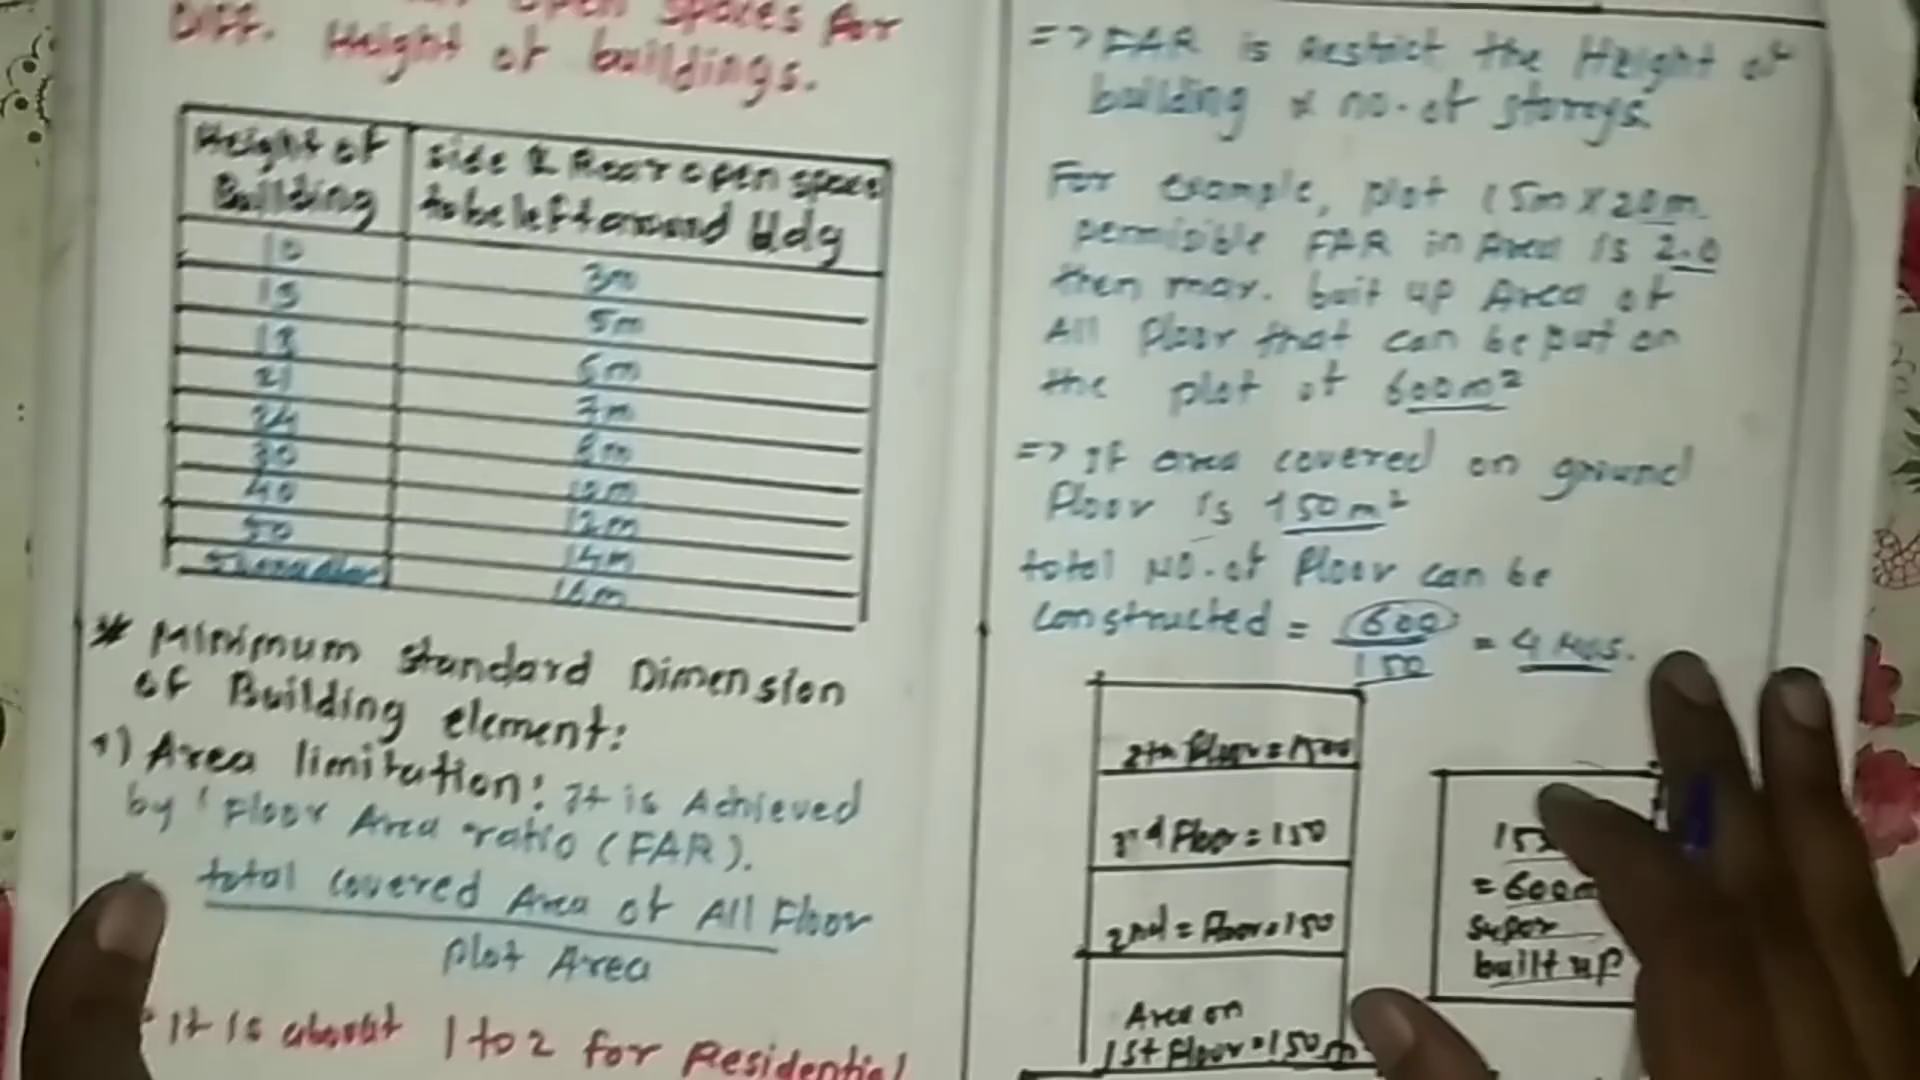 open spaces for
Diff. Height of buildings.
Height of Building
side & Rear open spaces
to be left around bldg
10
3m
15
5m
18
6m
21
7m
24
8m
30
10m
40
12m
50
14m
16m
* Minimum standard Dimension
of Building element:
1) Area limitation: It is Achieved
by 'Floor Area ratio (FAR).
total covered Area of All Floor
plot Area
It is about 1 to 2 for Residential
=> FAR is Restrict the Height of
building & no. of storeys.
For example, plot 15m x 20m.
permisible FAR in Area is 2.0
then max. buit up Area of
All floor that can be put on
the plot of 600m²
=> If area covered on ground
floor is 150m²
total NO. of floor can be
constructed = 600 / 150 = 4 Nos.
3rd Floor = 150
2nd = Floor = 150
Area on
1st Floor = 150m
= 600m
super
built up